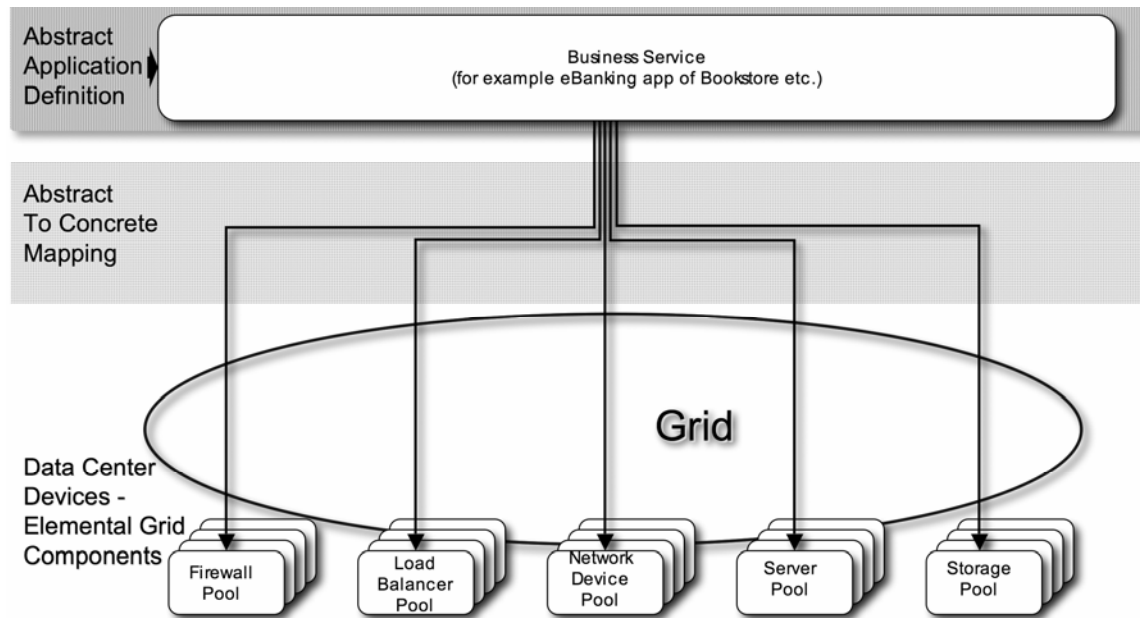 Abstract
Application
Definition
Business Service
(for example eBanking app of Bookstore etc.)
Abstract
To Concrete
Mapping
Grid
Data Center
Devices -
Elemental Grid
Components
Firewall
Pool
Load
Balancer
Pool
Network
Device
Pool
Server
Pool
Storage
Pool